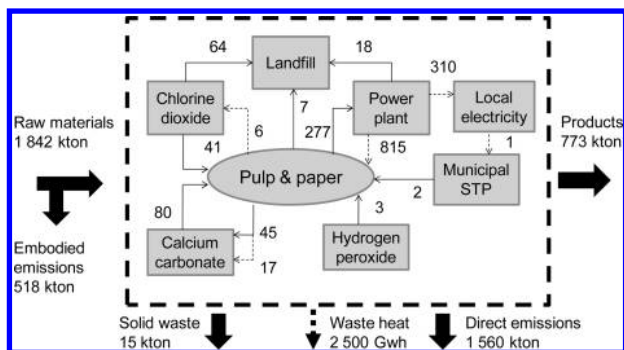 64
18
Landfill
310
Chlorine
dioxide
7
Power
plant
Local
electricity
Raw materials
1 842 kton
6
277
Products
773 kton
41
815
1
Pulp & paper
Municipal
STP
2
80
3
45
Calcium
carbonate
17
Hydrogen
peroxide
Embodied
emissions
518 kton
Solid waste
15 kton
Waste heat
2 500 Gwh
Direct emissions
1 560 kton